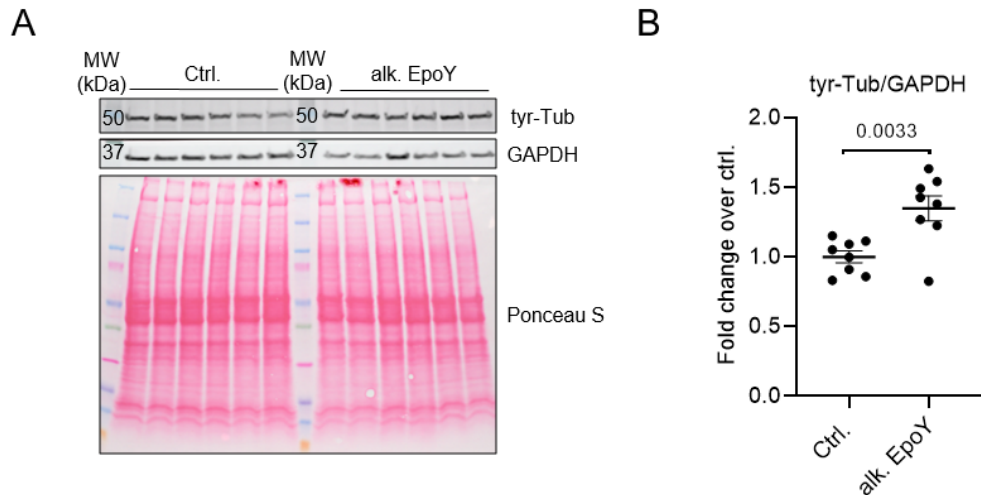 A
MW
(kDa)
Ctrl.
MW
(kDa)
alk. EpoY
50
50
tyr-Tub
37
37
GAPDH
Ponceau S
B
tyr-Tub/GAPDH
0.0033
Fold change over ctrl.
2.0
1.5
1.0
0.5
0.0
Ctrl.
alk. EpoY